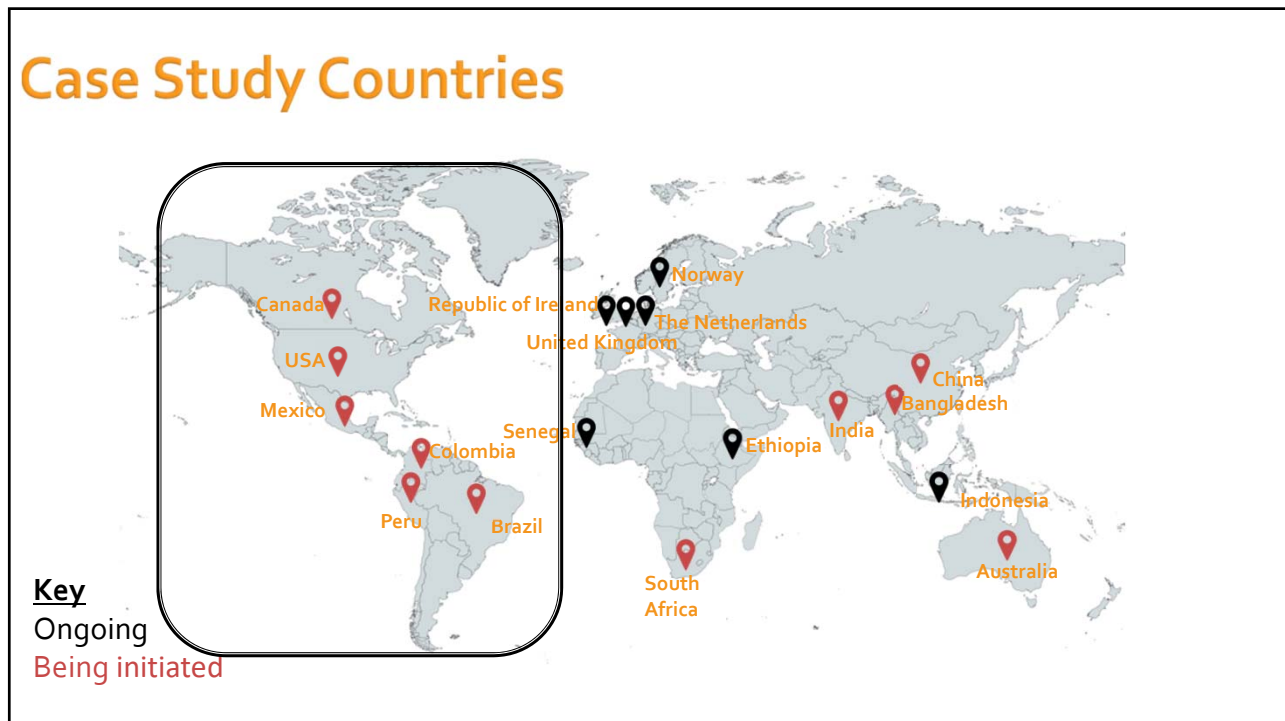 Case Study Countries
Norway
Canada
Republic of Ireland
The Netherlands
United Kingdom
USA
China
Bangladesh
Mexico
India
Senegal
Ethiopia
Colombia
Indonesia
Peru
Brazil
Australia
South
Africa
Key
Ongoing
Being initiated